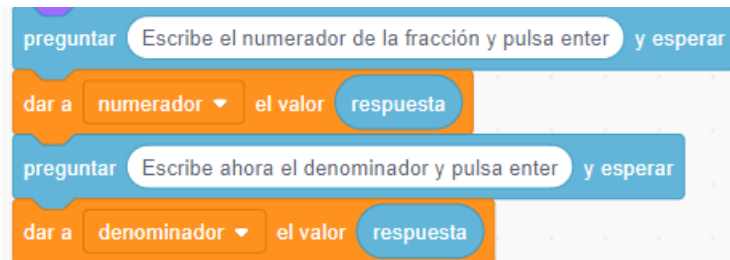 preguntar Escribe el numerador de la fracción y pulsa enter y esperar
dar a numerador el valor respuesta
preguntar Escribe ahora el denominador y pulsa enter y esperar
dar a denominador el valor respuesta